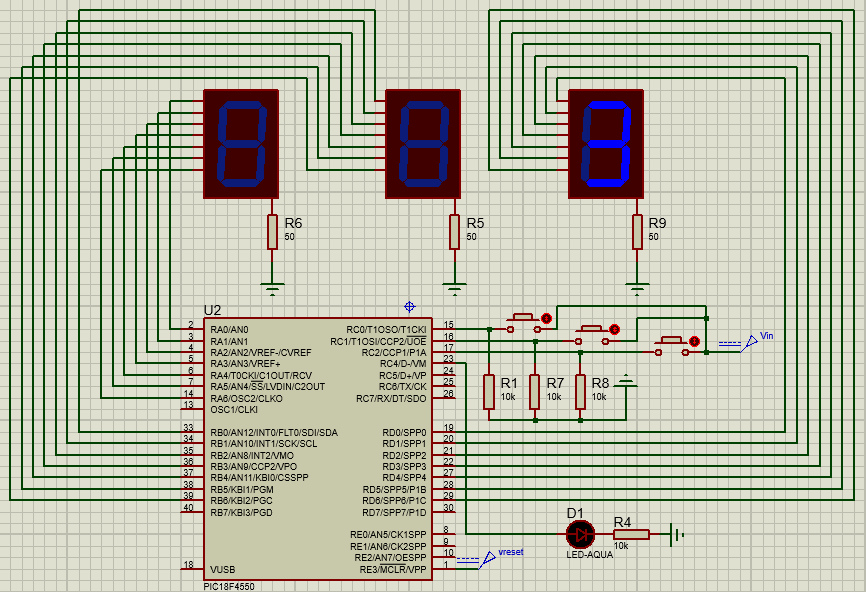 R6
50
R5
50
R9
50
U2
2 RA0/AN0
3 RA1/AN1
4 RA2/AN2/VREF-/CVREF
5 RA3/AN3/VREF+
6 RA4/T0CKI/C1OUT/RCV
7 RA5/AN4/SS/LVDIN/C2OUT
14 RA6/OSC2/CLKO
13 OSC1/CLKI
33 RB0/AN12/INT0/FLT0/SDI/SDA
34 RB1/AN10/INT1/SCK/SCL
35 RB2/AN8/INT2/VMO
36 RB3/AN9/CCP2/VPO
37 RB4/AN11/KBI0/CSSPP
38 RB5/KBI1/PGM
39 RB6/KBI2/PGC
40 RB7/KBI3/PGD
18 VUSB
RC0/T1OSO/T1CKI 15
RC1/T1OSI/CCP2/UOE 16
RC2/CCP1/P1A 17
RC4/D-/VM 23
RC5/D+/VP 24
RC6/TX/CK 25
RC7/RX/DT/SDO 26
RD0/SPP0 19
RD1/SPP1 20
RD2/SPP2 21
RD3/SPP3 22
RD4/SPP4 27
RD5/SPP5/P1B 28
RD6/SPP6/P1C 29
RD7/SPP7/P1D 30
RE0/AN5/CK1SPP 8
RE1/AN6/CK2SPP 9
RE2/AN7/OESPP 10
RE3/MCLR/VPP 1
PIC18F4550
Vin
R1
10k
R7
10k
R8
10k
D1
LED-AQUA
R4
10k
vreset